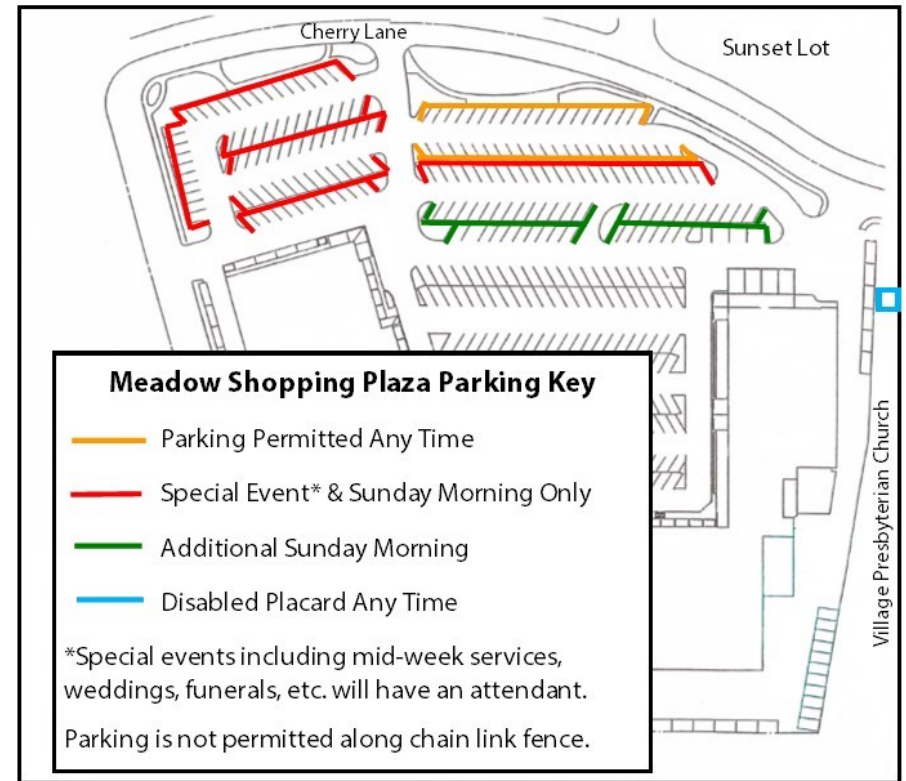 Cherry Lane
Sunset Lot
Meadow Shopping Plaza Parking Key
Parking Permitted Any Time
Special Event* & Sunday Morning Only
Additional Sunday Morning
Disabled Placard Any Time
*Special events including mid-week services,
weddings, funerals, etc. will have an attendant.
Parking is not permitted along chain link fence.
Village Presbyterian Church